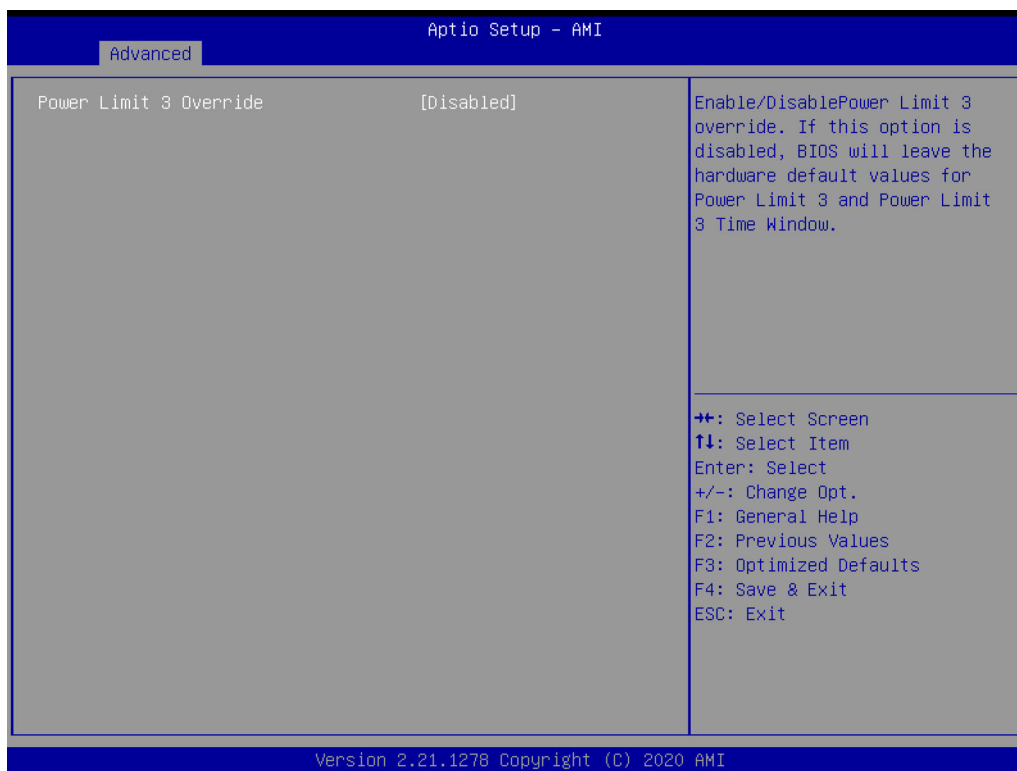 Aptio Setup - AMI
Advanced
Power Limit 3 Override [Disabled]
Enable/DisablePower Limit 3
override. If this option is
disabled, BIOS will leave the
hardware default values for
Power Limit 3 and Power Limit
3 Time Window.
→←: Select Screen
↑↓: Select Item
Enter: Select
+/-: Change Opt.
F1: General Help
F2: Previous Values
F3: Optimized Defaults
F4: Save & Exit
ESC: Exit
Version 2.21.1278 Copyright (C) 2020 AMI